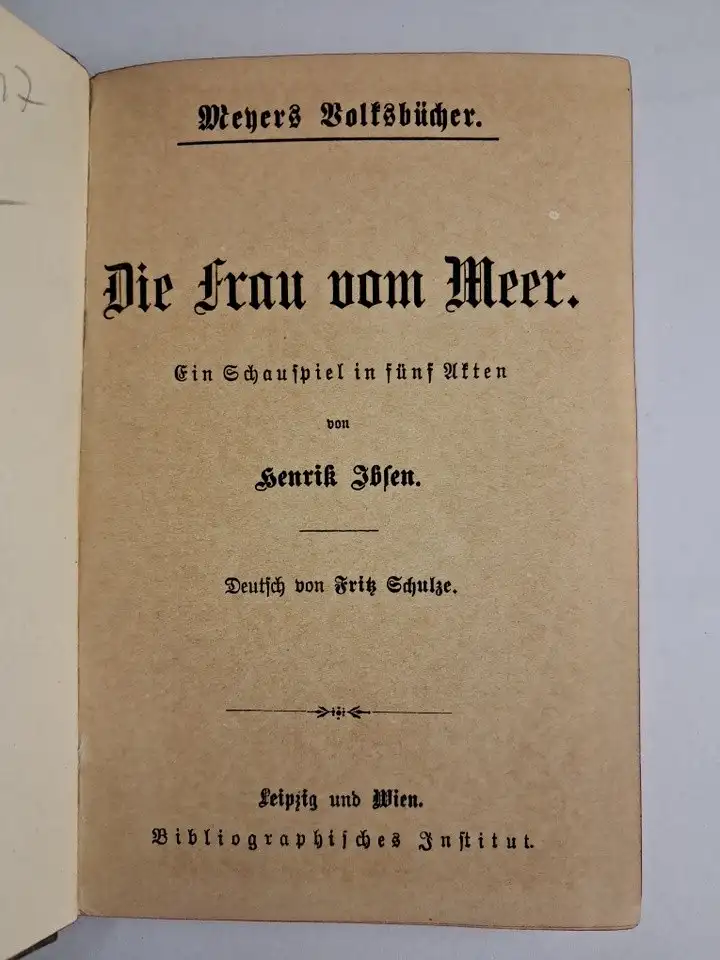 17
Meyers Volksbücher.
Die Frau vom Meer.
Ein Schauſpiel in fünf Akten
von
Henrik Ibſen.
Deutſch von Fritz Schulze.
Leipzig und Wien.
Bibliographiſches Inſtitut.